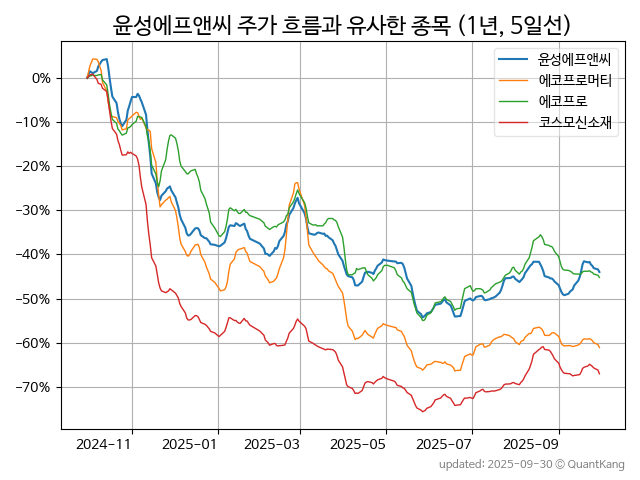 윤성에프앤씨 주가 흐름과 유사한 종목 (1년, 5일선)
윤성에프앤씨
에코프로머티
에코프로
코스모신소재
0%
−10%
−20%
−30%
−40%
−50%
−60%
−70%
2024-11
2025-01
2025-03
2025-05
2025-07
2025-09
updated: 2025-09-30 © QuantKang